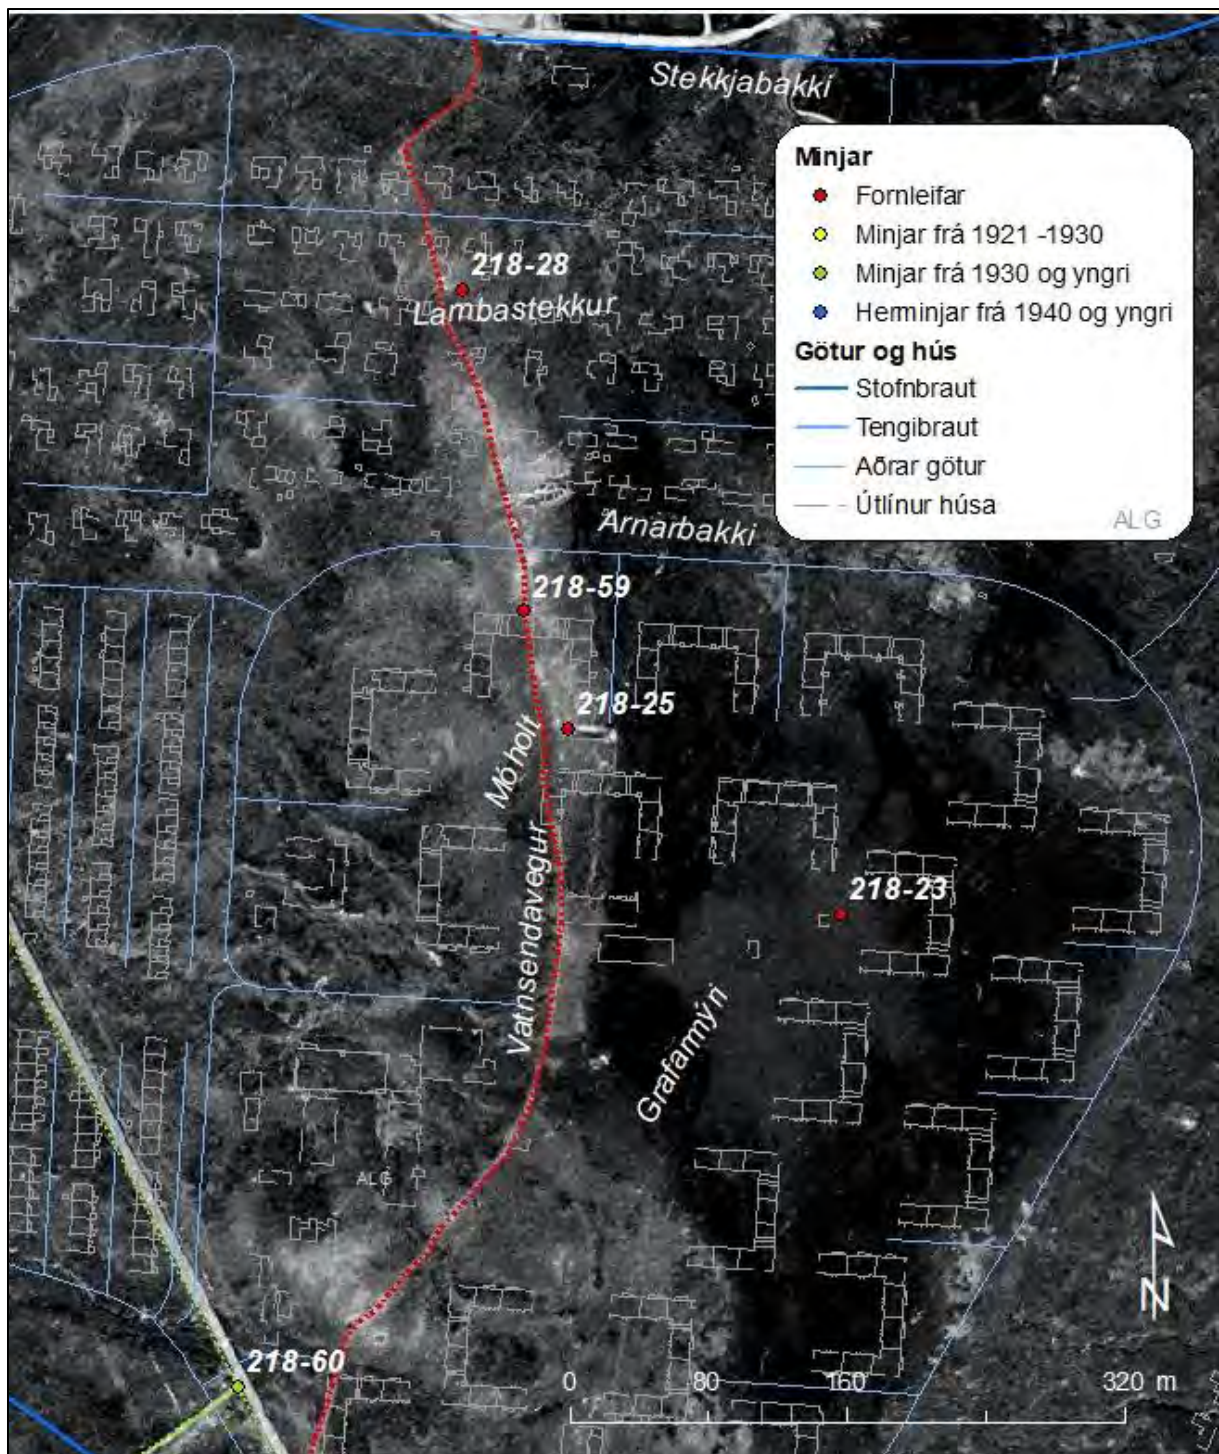 Stekkjabakki
Minjar
Fornleifar
Minjar frá 1921 -1930
Minjar frá 1930 og yngri
Herminjar frá 1940 og yngri
Götur og hús
Stofnbraut
Tengibraut
Aðrar götur
Útlínur húsa
ALG
218-28
Lambastekkur
Arnarbakki
218-59
218-25
Móholt
Vatnsendavegur
218-23
Grafarmýri
ALG
218-60
N
0 80 160 320 m